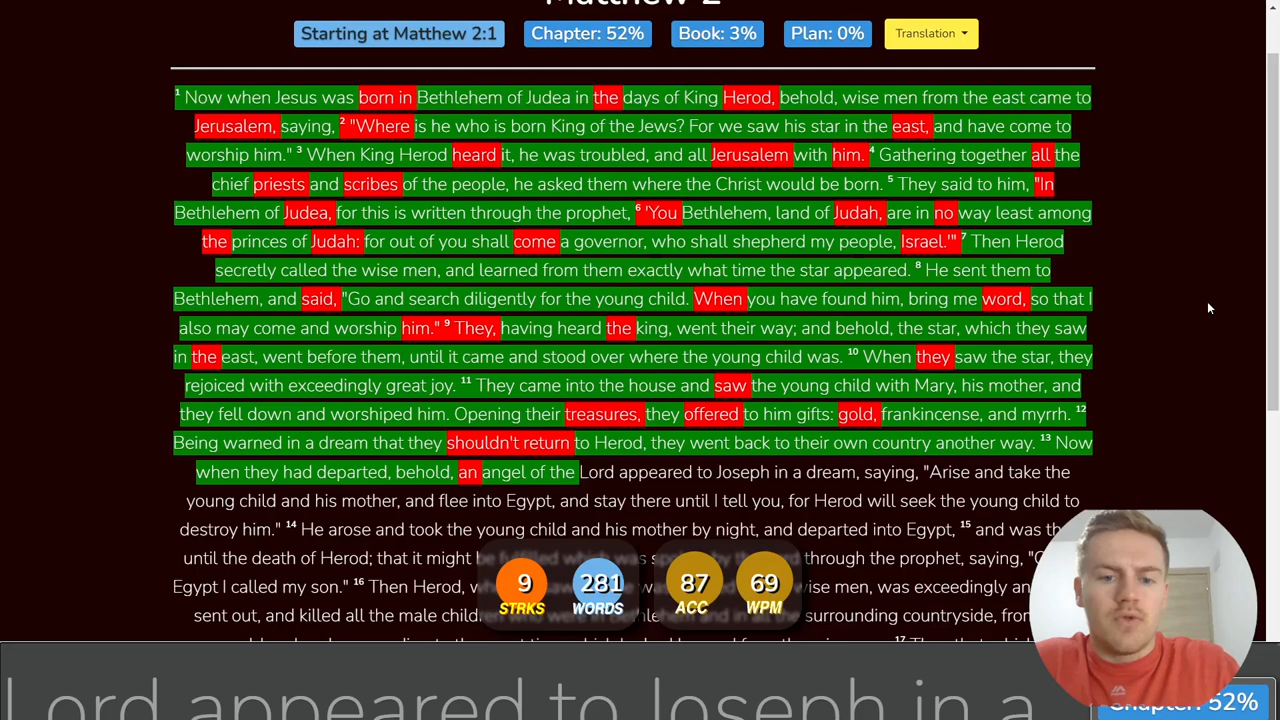 Matthew 2
Starting at Matthew 2:1 Chapter: 52% Book: 3% Plan: 0% Translation
1 Now when Jesus was born in Bethlehem of Judea in the days of King Herod, behold, wise men from the east came to
Jerusalem, saying, 2 "Where is he who is born King of the Jews? For we saw his star in the east, and have come to
worship him." 3 When King Herod heard it, he was troubled, and all Jerusalem with him. 4 Gathering together all the
chief priests and scribes of the people, he asked them where the Christ would be born. 5 They said to him, "In
Bethlehem of Judea, for this is written through the prophet, 6 'You Bethlehem, land of Judah, are in no way least among
the princes of Judah: for out of you shall come a governor, who shall shepherd my people, Israel.'" 7 Then Herod
secretly called the wise men, and learned from them exactly what time the star appeared. 8 He sent them to
Bethlehem, and said, "Go and search diligently for the young child. When you have found him, bring me word, so that I
also may come and worship him." 9 They, having heard the king, went their way; and behold, the star, which they saw
in the east, went before them, until it came and stood over where the young child was. 10 When they saw the star, they
rejoiced with exceedingly great joy. 11 They came into the house and saw the young child with Mary, his mother, and
they fell down and worshiped him. Opening their treasures, they offered to him gifts: gold, frankincense, and myrrh. 12
Being warned in a dream that they shouldn't return to Herod, they went back to their own country another way. 13 Now
when they had departed, behold, an angel of the Lord appeared to Joseph in a dream, saying, "Arise and take the
young child and his mother, and flee into Egypt, and stay there until I tell you, for Herod will seek the young child to
destroy him." 14 He arose and took the young child and his mother by night, and departed into Egypt, 15 and was
until the death of Herod; that it might be through the prophet, saying,
Egypt I called my son." 16 Then Herod, wise men, was exceedingly
sent out, and killed all the male surrounding countryside,
9 STRKS 281 WORDS 87 ACC 69 WPM
Lord appeared to Joseph in a
Chapter: 52%